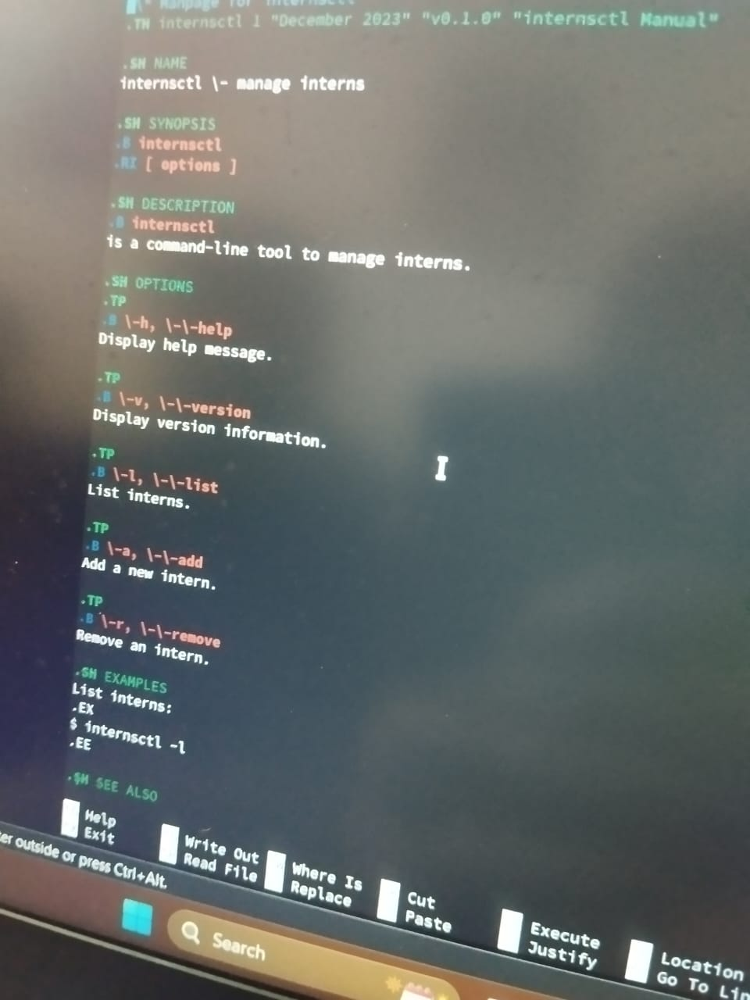 \" Manpage for internsctl
.TH internsctl 1 "December 2023" "v0.1.0" "internsctl Manual"
.SH NAME
internsctl \- manage interns
.SH SYNOPSIS
.B internsctl
.RI [ options ]
.SH DESCRIPTION
.B internsctl
is a command-line tool to manage interns.
.SH OPTIONS
.TP
.B \-h, \-\-help
Display help message.
.TP
.B \-v, \-\-version
Display version information.
.TP
.B \-l, \-\-list
List interns.
.TP
.B \-a, \-\-add
Add a new intern.
.TP
.B \-r, \-\-remove
Remove an intern.
.SH EXAMPLES
List interns:
.EX
$ internsctl -l
.EE
.SH SEE ALSO
Help Write Out Where Is Cut Execute Location
Exit Read File Replace Paste Justify Go To
outside or press Ctrl+Alt.
Search